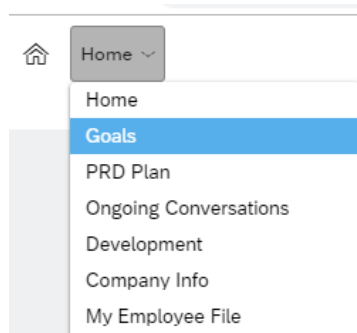 Home
Home
Goals
PRD Plan
Ongoing Conversations
Development
Company Info
My Employee File